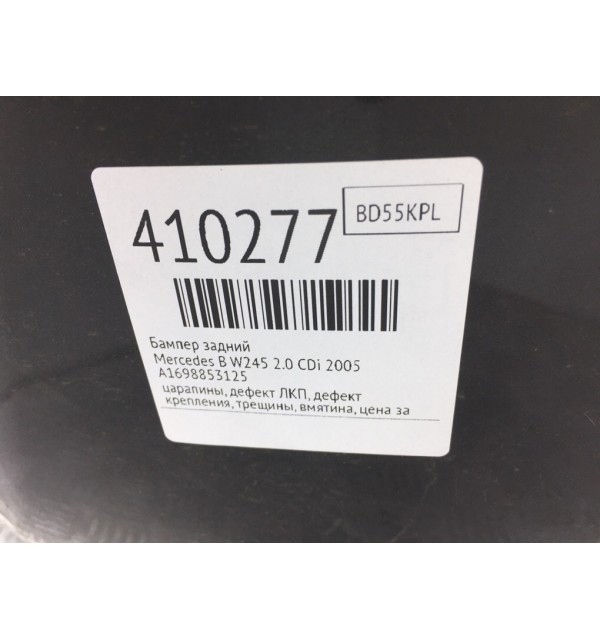 410277
BD55KPL
Бампер задний
Mercedes B W245 2.0 CDi 2005
A1698853125
царапины, дефект ЛКП, дефект
крепления, трещины, вмятина, цена за